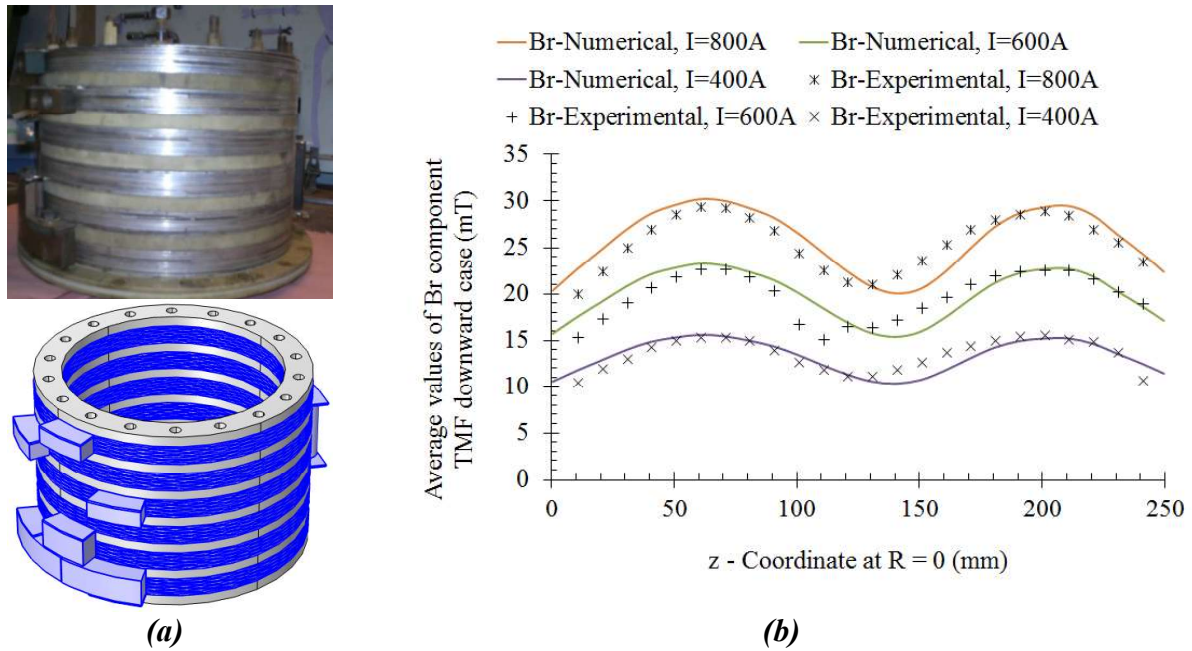 Br-Numerical, I=800A
Br-Numerical, I=600A
Br-Numerical, I=400A
Br-Experimental, I=800A
Br-Experimental, I=600A
Br-Experimental, I=400A
Average values of Br component
TMF downward case (mT)
35
30
25
20
15
10
5
0
0 50 100 150 200 250
z - Coordinate at R = 0 (mm)
(a)
(b)